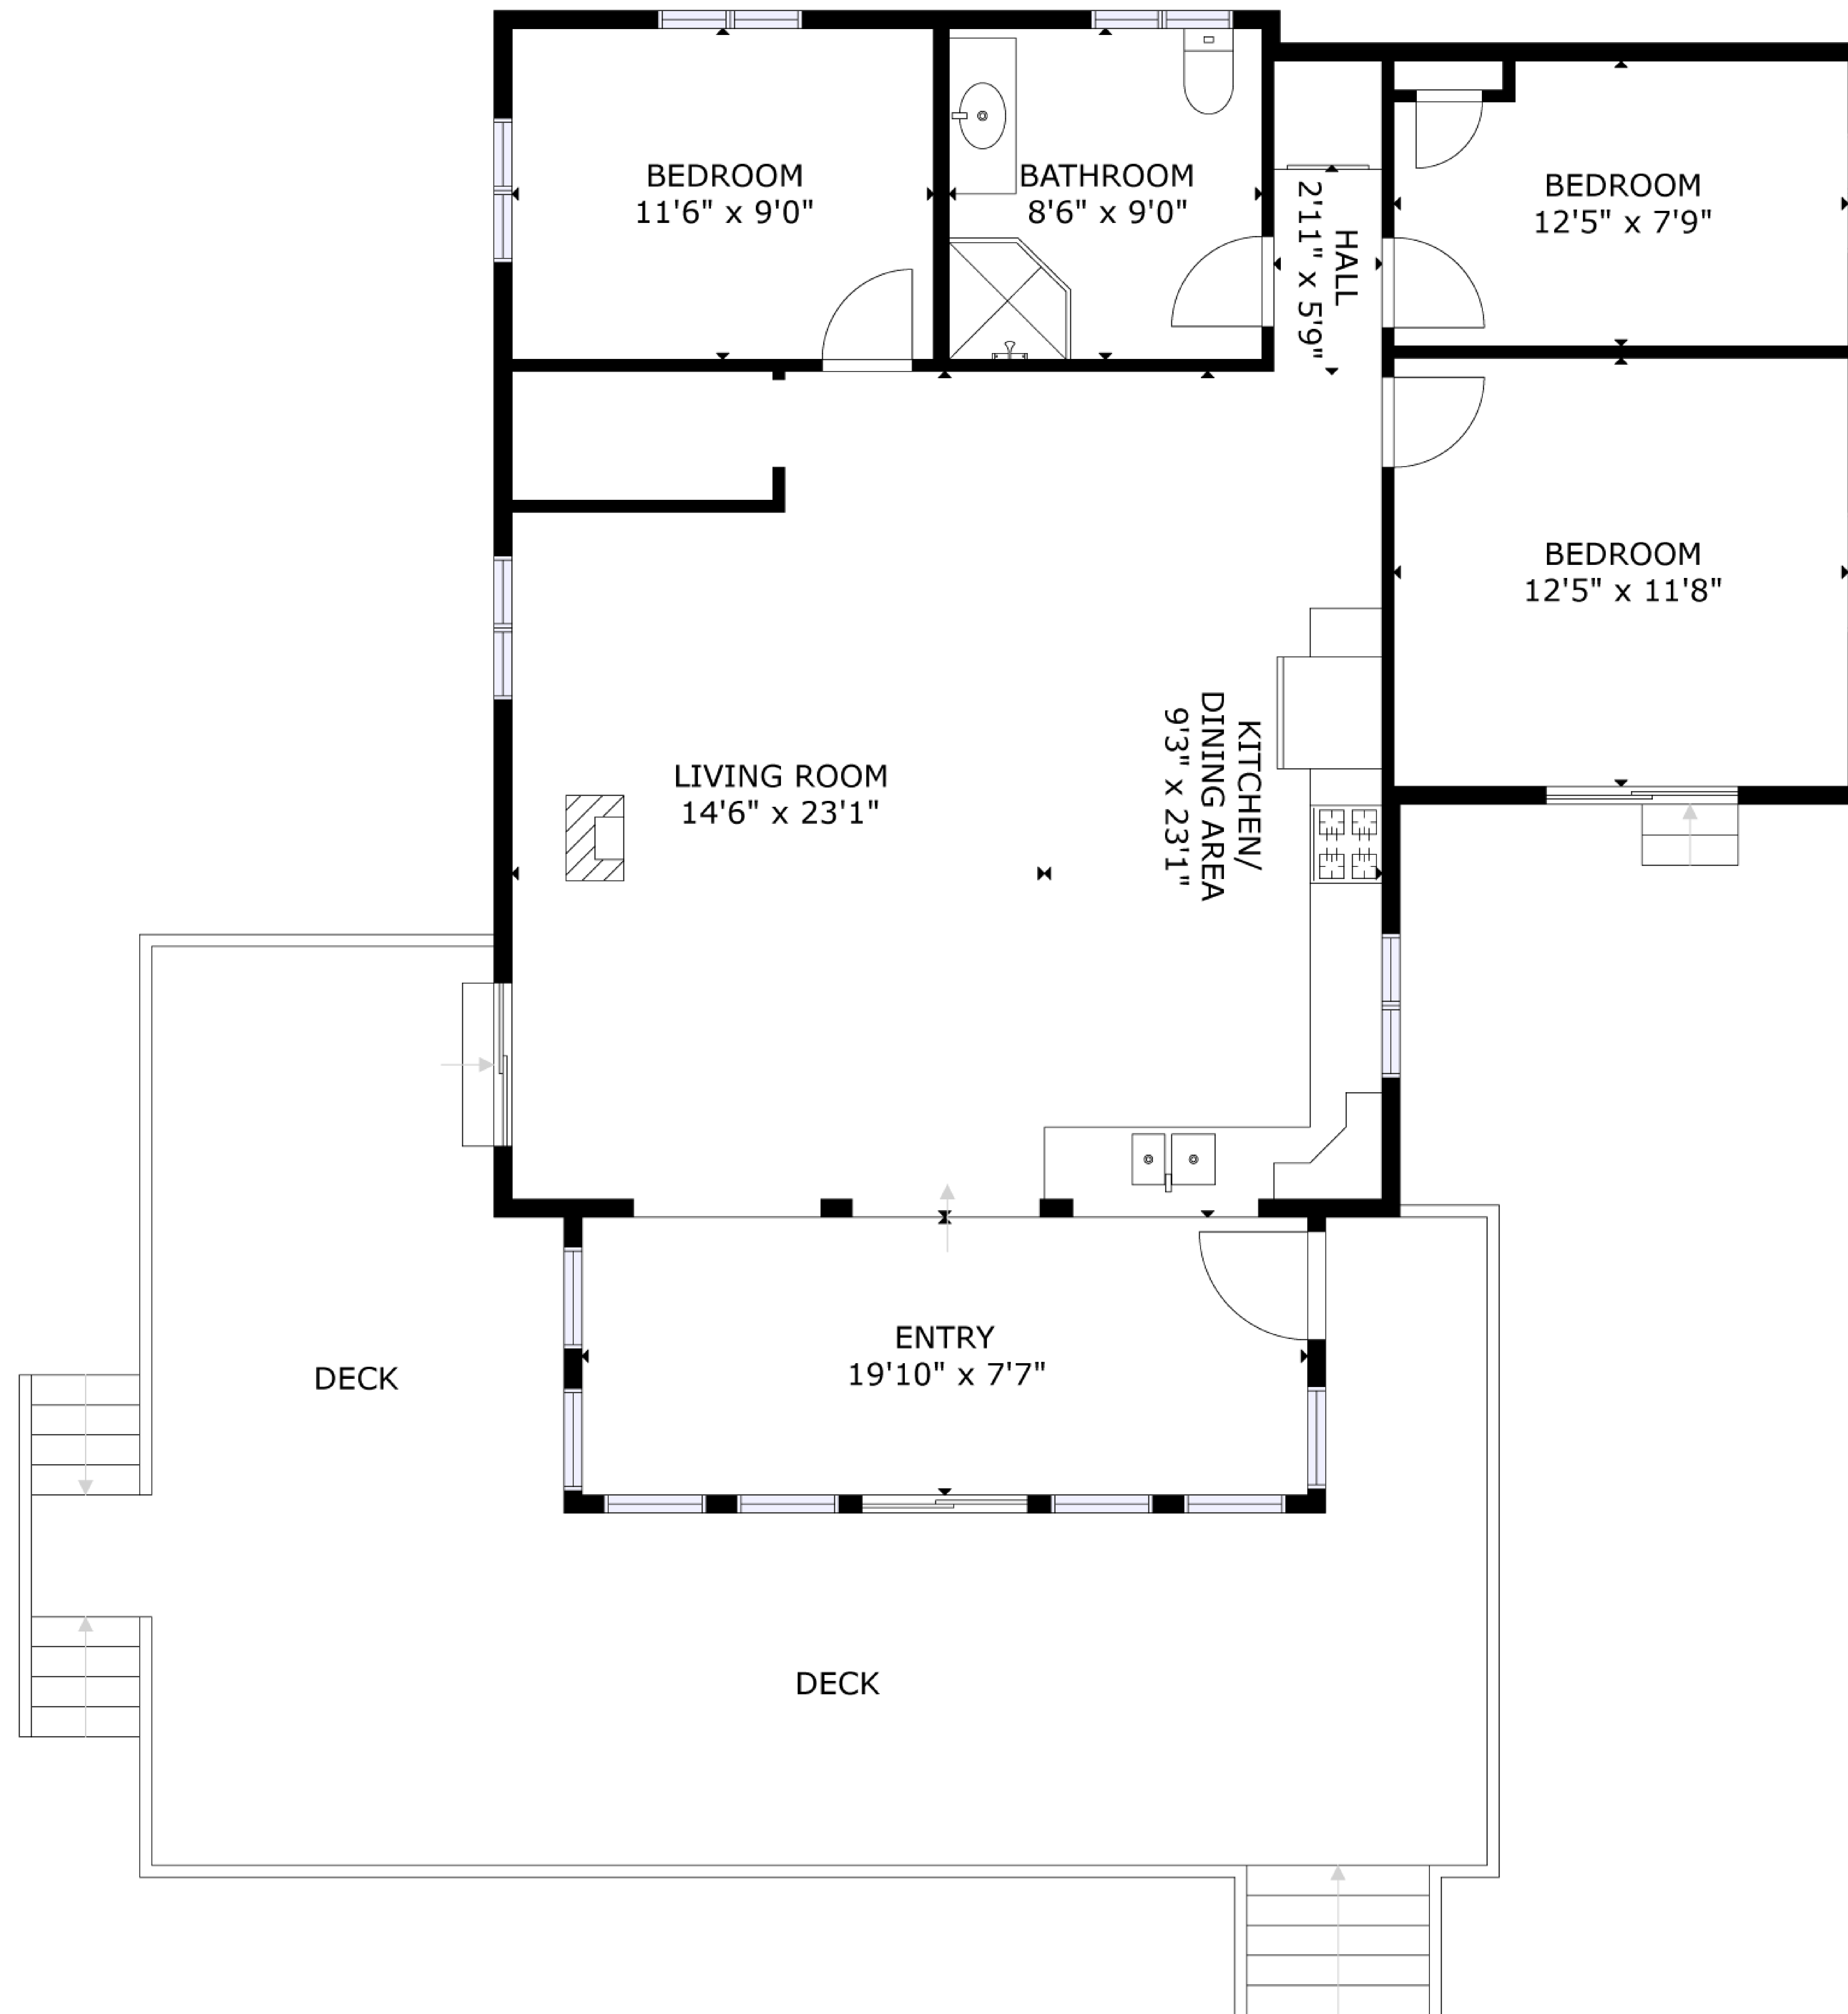 BEDROOM
11'6" x 9'0"
BATHROOM
8'6" x 9'0"
HALL
2'11" x 5'9"
BEDROOM
12'5" x 7'9"
BEDROOM
12'5" x 11'8"
LIVING ROOM
14'6" x 23'1"
KITCHEN/
DINING AREA
9'3" x 23'1"
ENTRY
19'10" x 7'7"
DECK
DECK